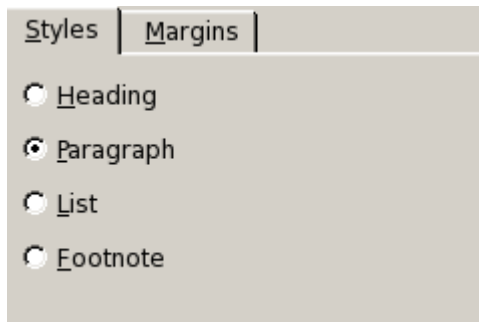 Styles Margins
Heading
Paragraph
List
Footnote